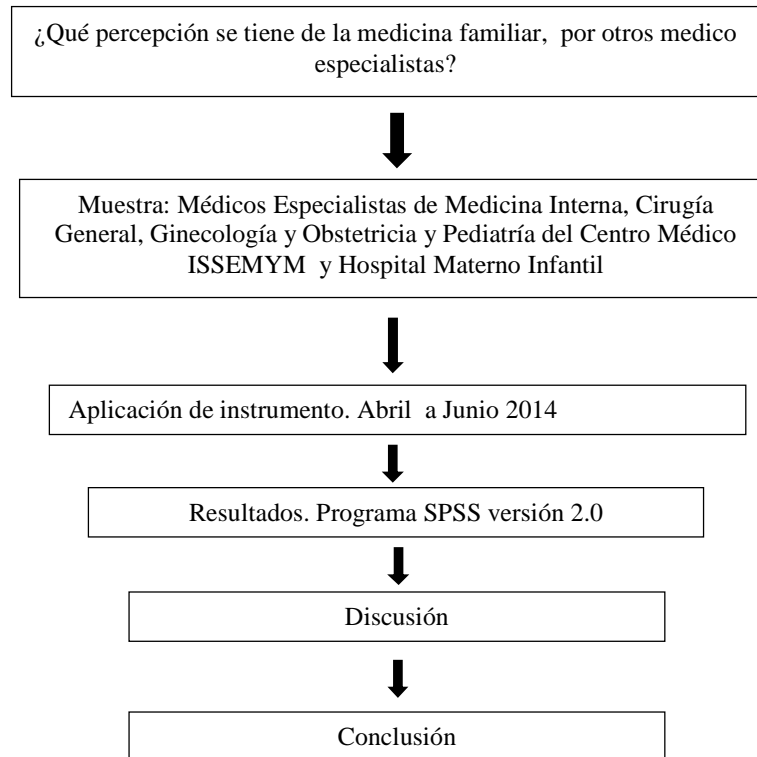 ¿Qué percepción se tiene de la medicina familiar, por otros medico
especialistas?
Muestra: Médicos Especialistas de Medicina Interna, Cirugía
General, Ginecología y Obstetricia y Pediatría del Centro Médico
ISSEMYM y Hospital Materno Infantil
Aplicación de instrumento. Abril a Junio 2014
Resultados. Programa SPSS versión 2.0
Discusión
Conclusión